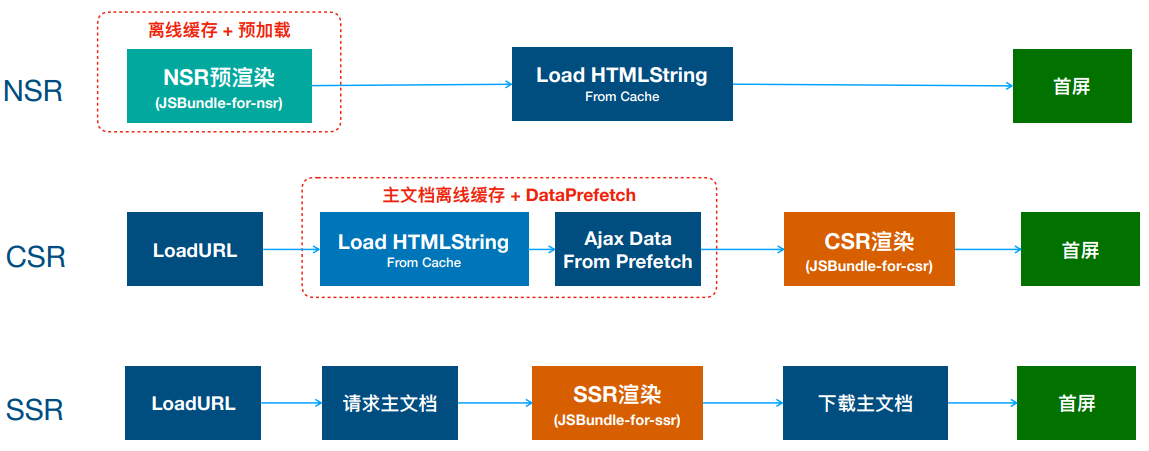 离线缓存 + 预加载
NSR
NSR预渲染
(JSBundle-for-nsr)
Load HTMLString
From Cache
首屏
主文档离线缓存 + DataPrefetch
CSR
LoadURL
Load HTMLString
From Cache
Ajax Data
From Prefetch
CSR渲染
(JSBundle-for-csr)
首屏
SSR
LoadURL
请求主文档
SSR渲染
(JSBundle-for-ssr)
下载主文档
首屏